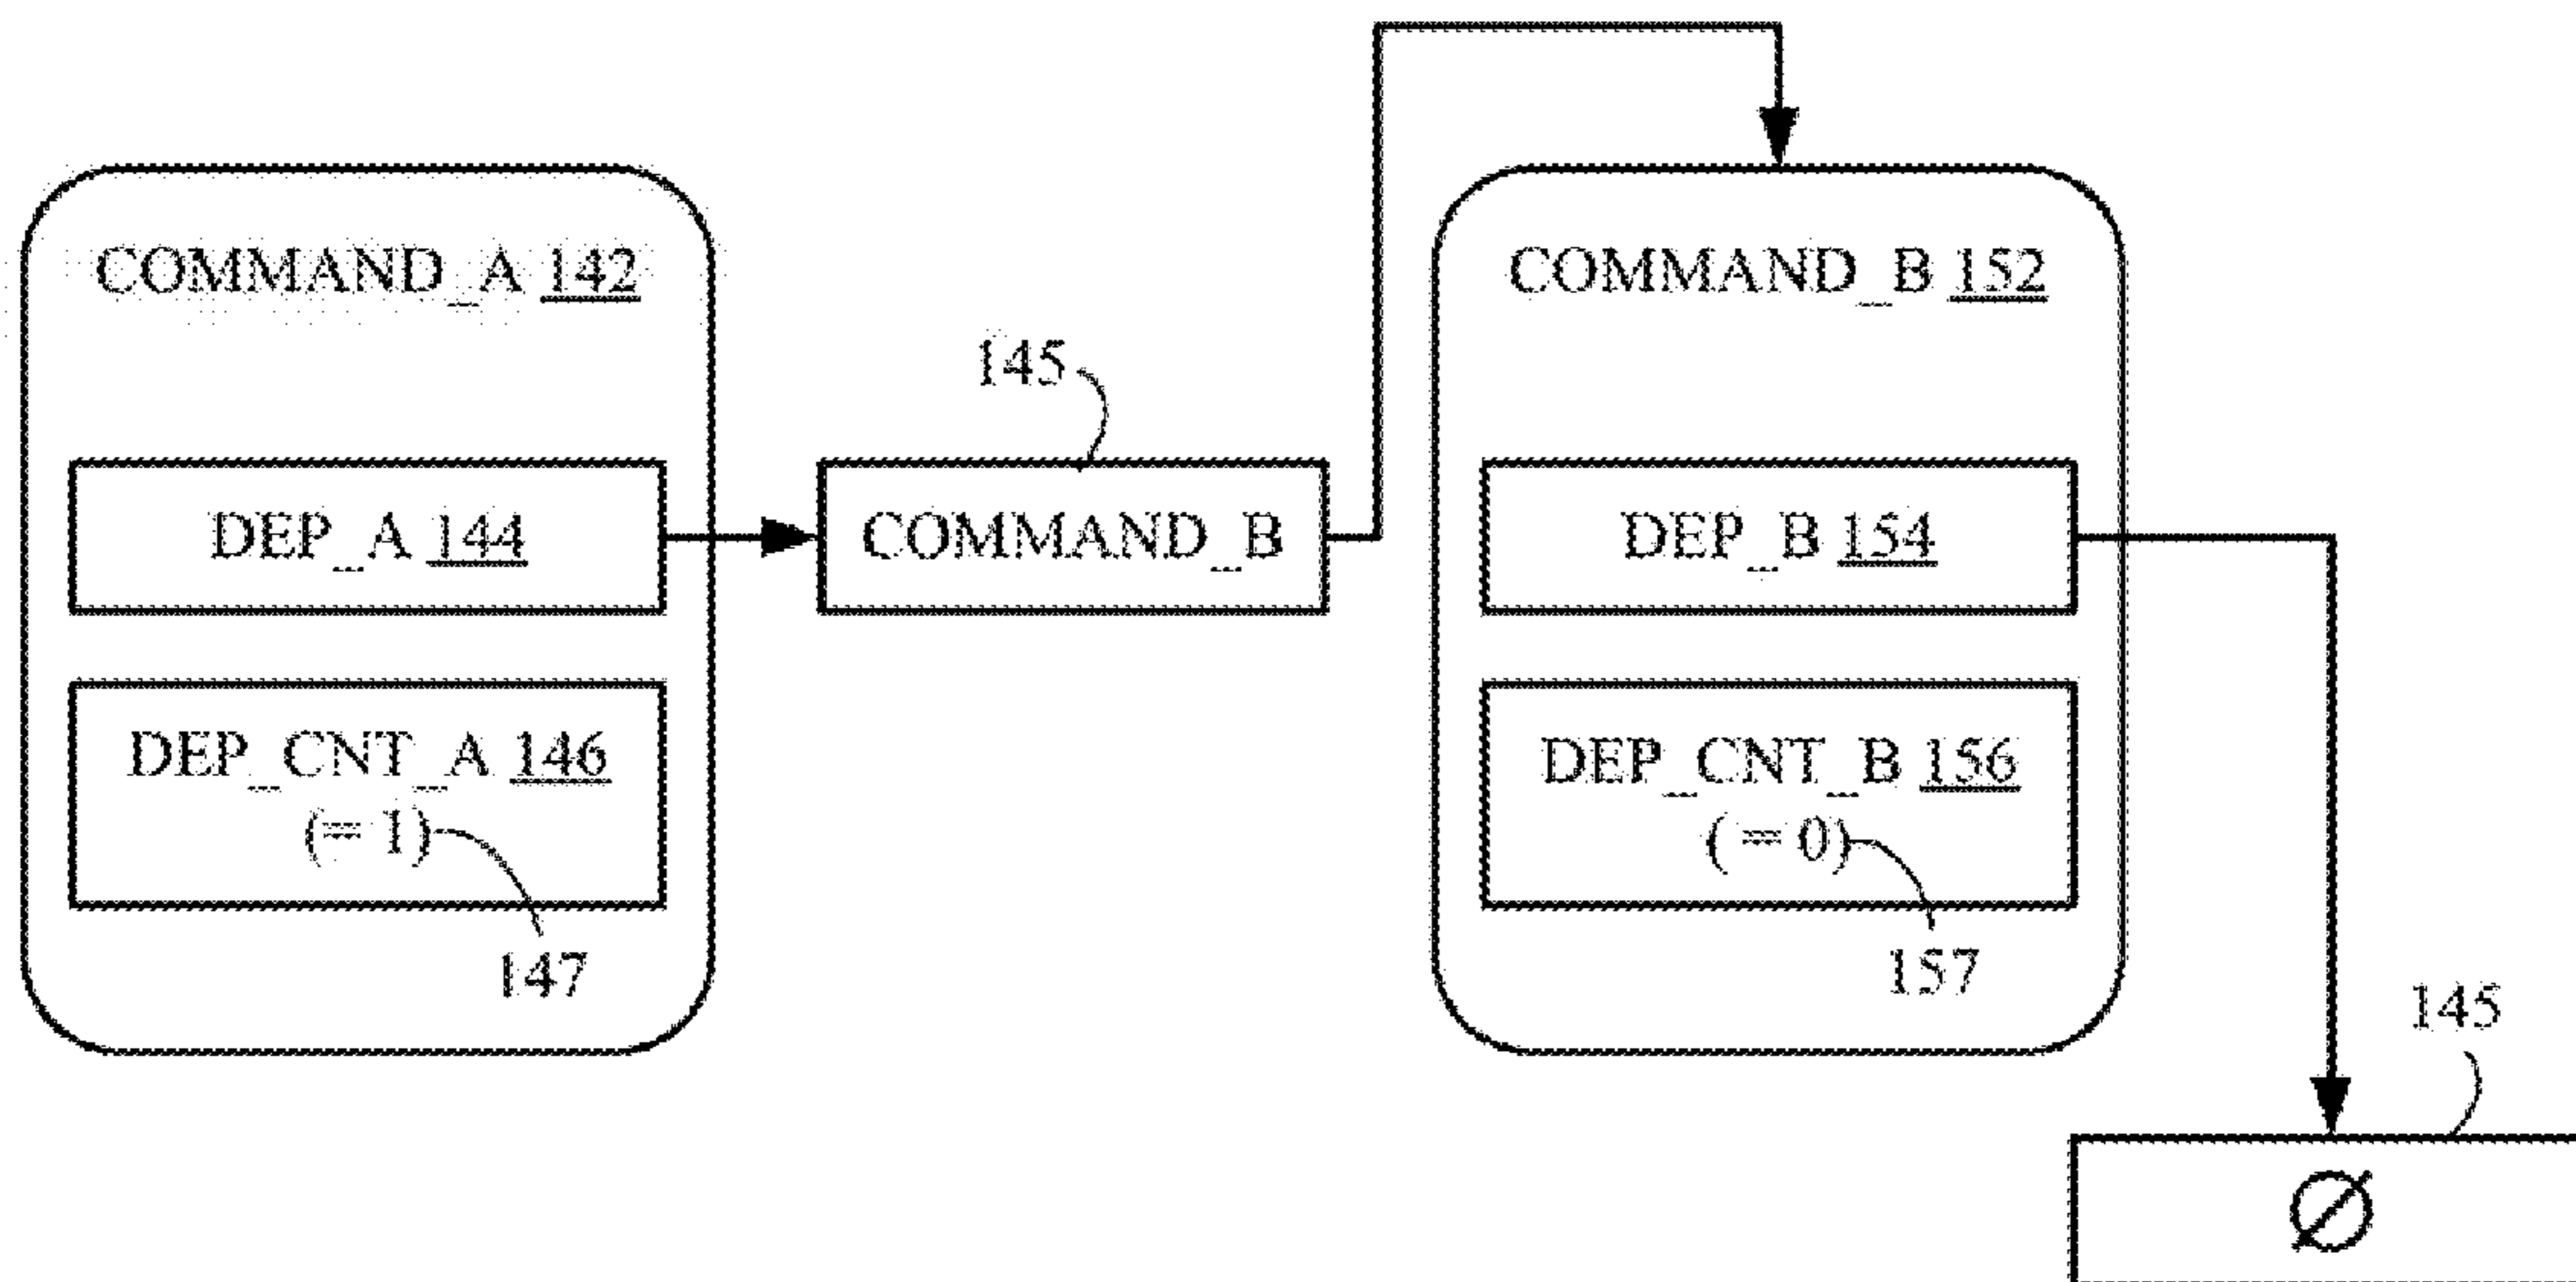 COMMAND_A 142
DEP_A 144
DEP_CNT_A 146
(= 1)
147
145
COMMAND_B
COMMAND_B 152
DEP_B 154
DEP_CNT_B 156
( = 0)
157
145
Ø